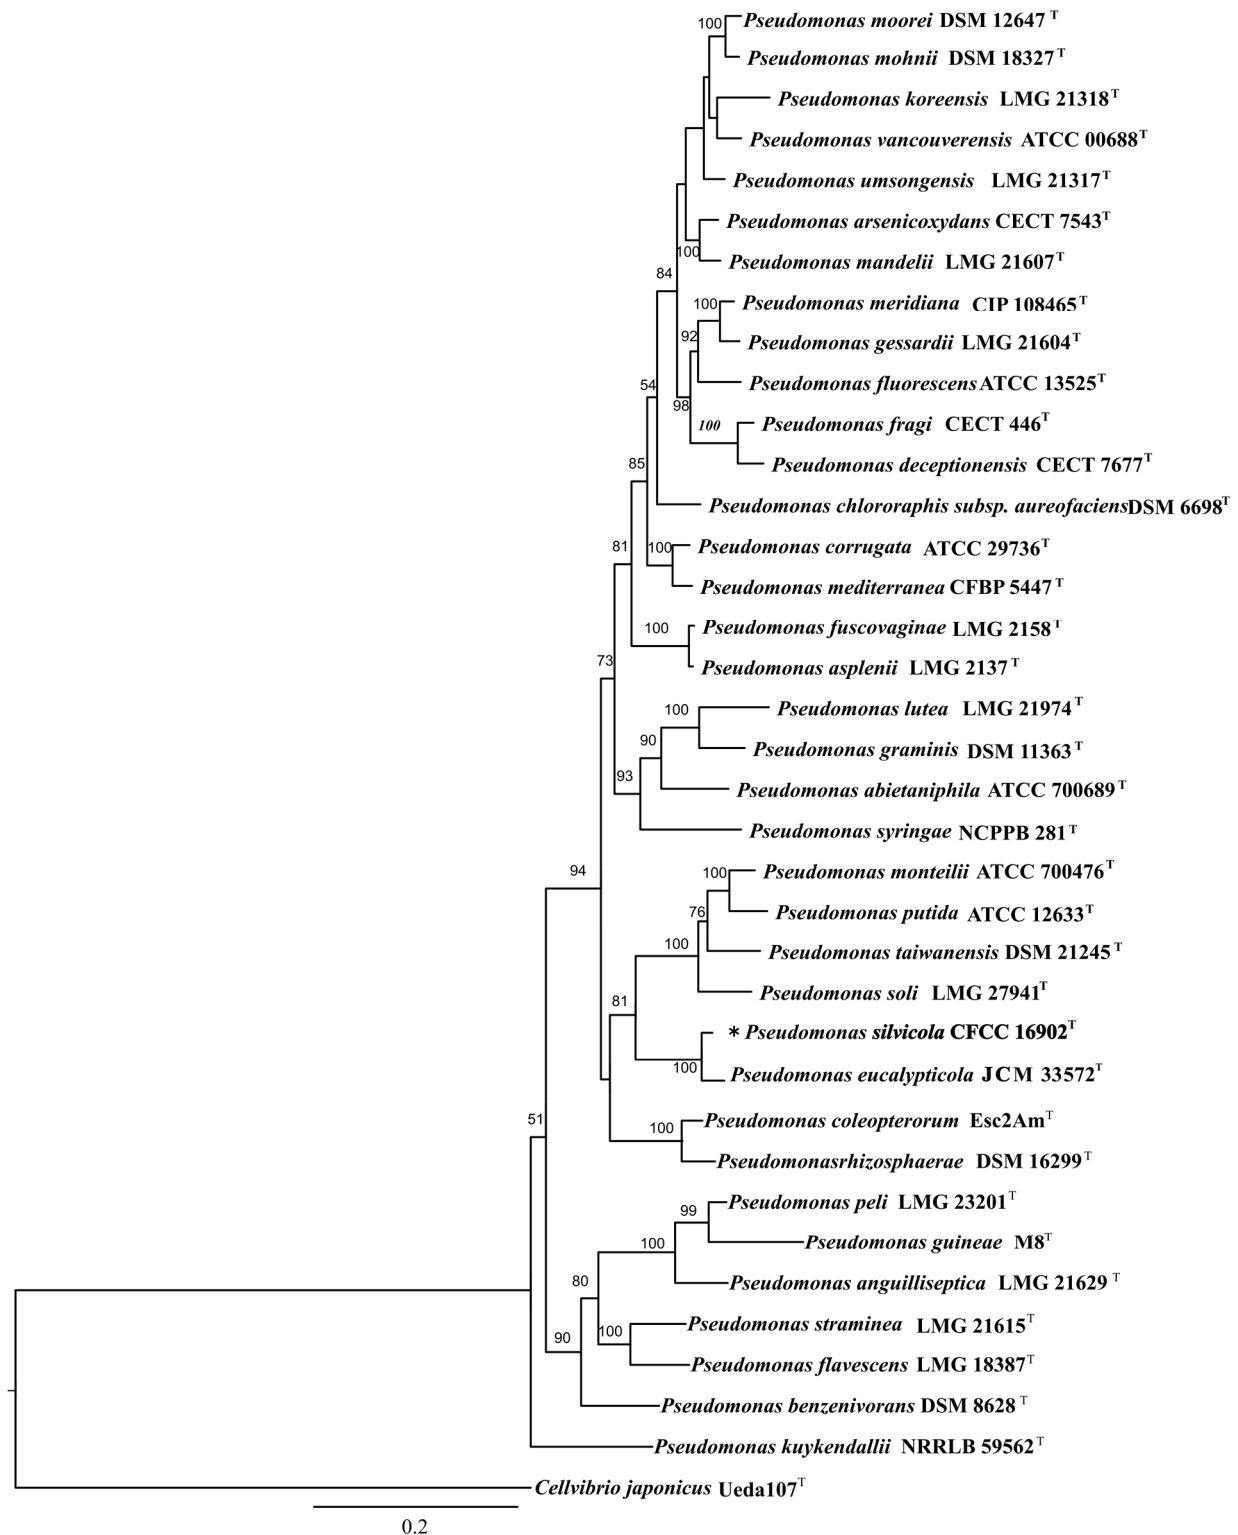 100 Pseudomonas moorei DSM 12647 T
Pseudomonas mohnii DSM 18327 T
Pseudomonas koreensis LMG 21318 T
Pseudomonas vancouverensis ATCC 00688 T
Pseudomonas umsongensis LMG 21317 T
Pseudomonas arsenicoxydans CECT 7543 T
100
Pseudomonas mandelii LMG 21607 T
84
100 Pseudomonas meridiana CIP 108465 T
92
Pseudomonas gessardii LMG 21604 T
54 Pseudomonas fluorescens ATCC 13525 T
98
100 Pseudomonas fragi CECT 446 T
85 Pseudomonas deceptionensis CECT 7677 T
Pseudomonas chlororaphis subsp. aureofaciensDSM 6698 T
81 100 Pseudomonas corrugata ATCC 29736 T
Pseudomonas mediterranea CFBP 5447 T
100 Pseudomonas fuscovaginae LMG 2158 T
73 Pseudomonas asplenii LMG 2137 T
100 Pseudomonas lutea LMG 21974 T
90
Pseudomonas graminis DSM 11363 T
93
Pseudomonas abietaniphila ATCC 700689 T
Pseudomonas syringae NCPPB 281 T
94 100 Pseudomonas monteilii ATCC 700476 T
76 Pseudomonas putida ATCC 12633 T
100 Pseudomonas taiwanensis DSM 21245 T
81 Pseudomonas soli LMG 27941 T
* Pseudomonas silvicola CFCC 16902 T
100 Pseudomonas eucalypticola JCM 33572 T
51 Pseudomonas coleopterorum Esc2Am T
100
Pseudomonasrhizosphaerae DSM 16299 T
99 Pseudomonas peli LMG 23201 T
100 Pseudomonas guineae M8 T
80 Pseudomonas anguilliseptica LMG 21629 T
90 100 Pseudomonas straminea LMG 21615 T
Pseudomonas flavescens LMG 18387 T
Pseudomonas benzenivorans DSM 8628 T
Pseudomonas kuykendallii NRRLB 59562 T
Cellvibrio japonicus Ueda107 T
0.2